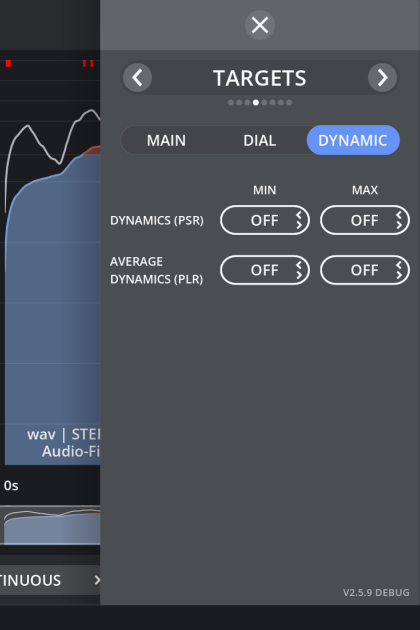 TARGETS
MAIN DIAL DYNAMIC
MIN MAX
DYNAMICS (PSR) OFF OFF
AVERAGE
DYNAMICS (PLR) OFF OFF
wav | STE
Audio-Fi
0s
TINUOUS
V2.5.9 DEBUG